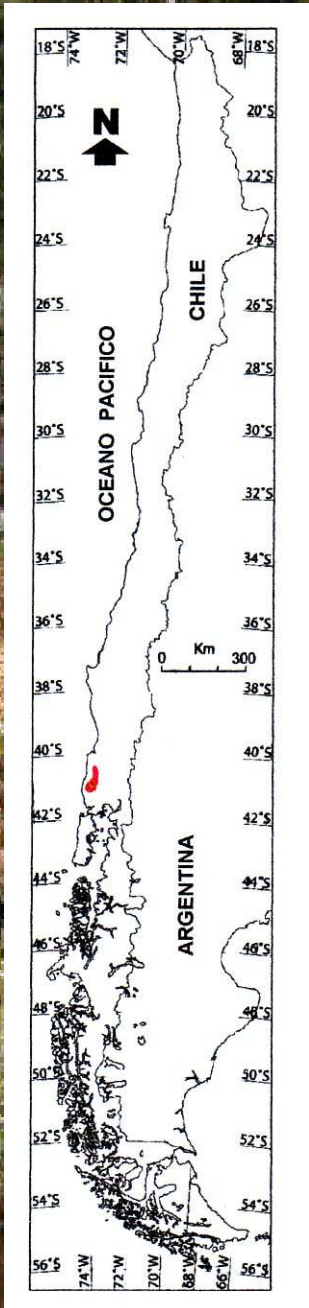 18°S
20°S
22°S
24°S
26°S
28°S
30°S
32°S
34°S
36°S
38°S
40°S
42°S
44°S
46°S
48°S
50°S
52°S
54°S
56°S
74°W
72°W
70°W
68°W
N
OCEANO PACIFICO
CHILE
Km
0 300
ARGENTINA
74°W
72°W
70°W
68°W
66°W
18°S
20°S
22°S
24°S
26°S
28°S
30°S
32°S
34°S
36°S
38°S
40°S
42°S
44°S
46°S
48°S
50°S
52°S
54°S
56°S